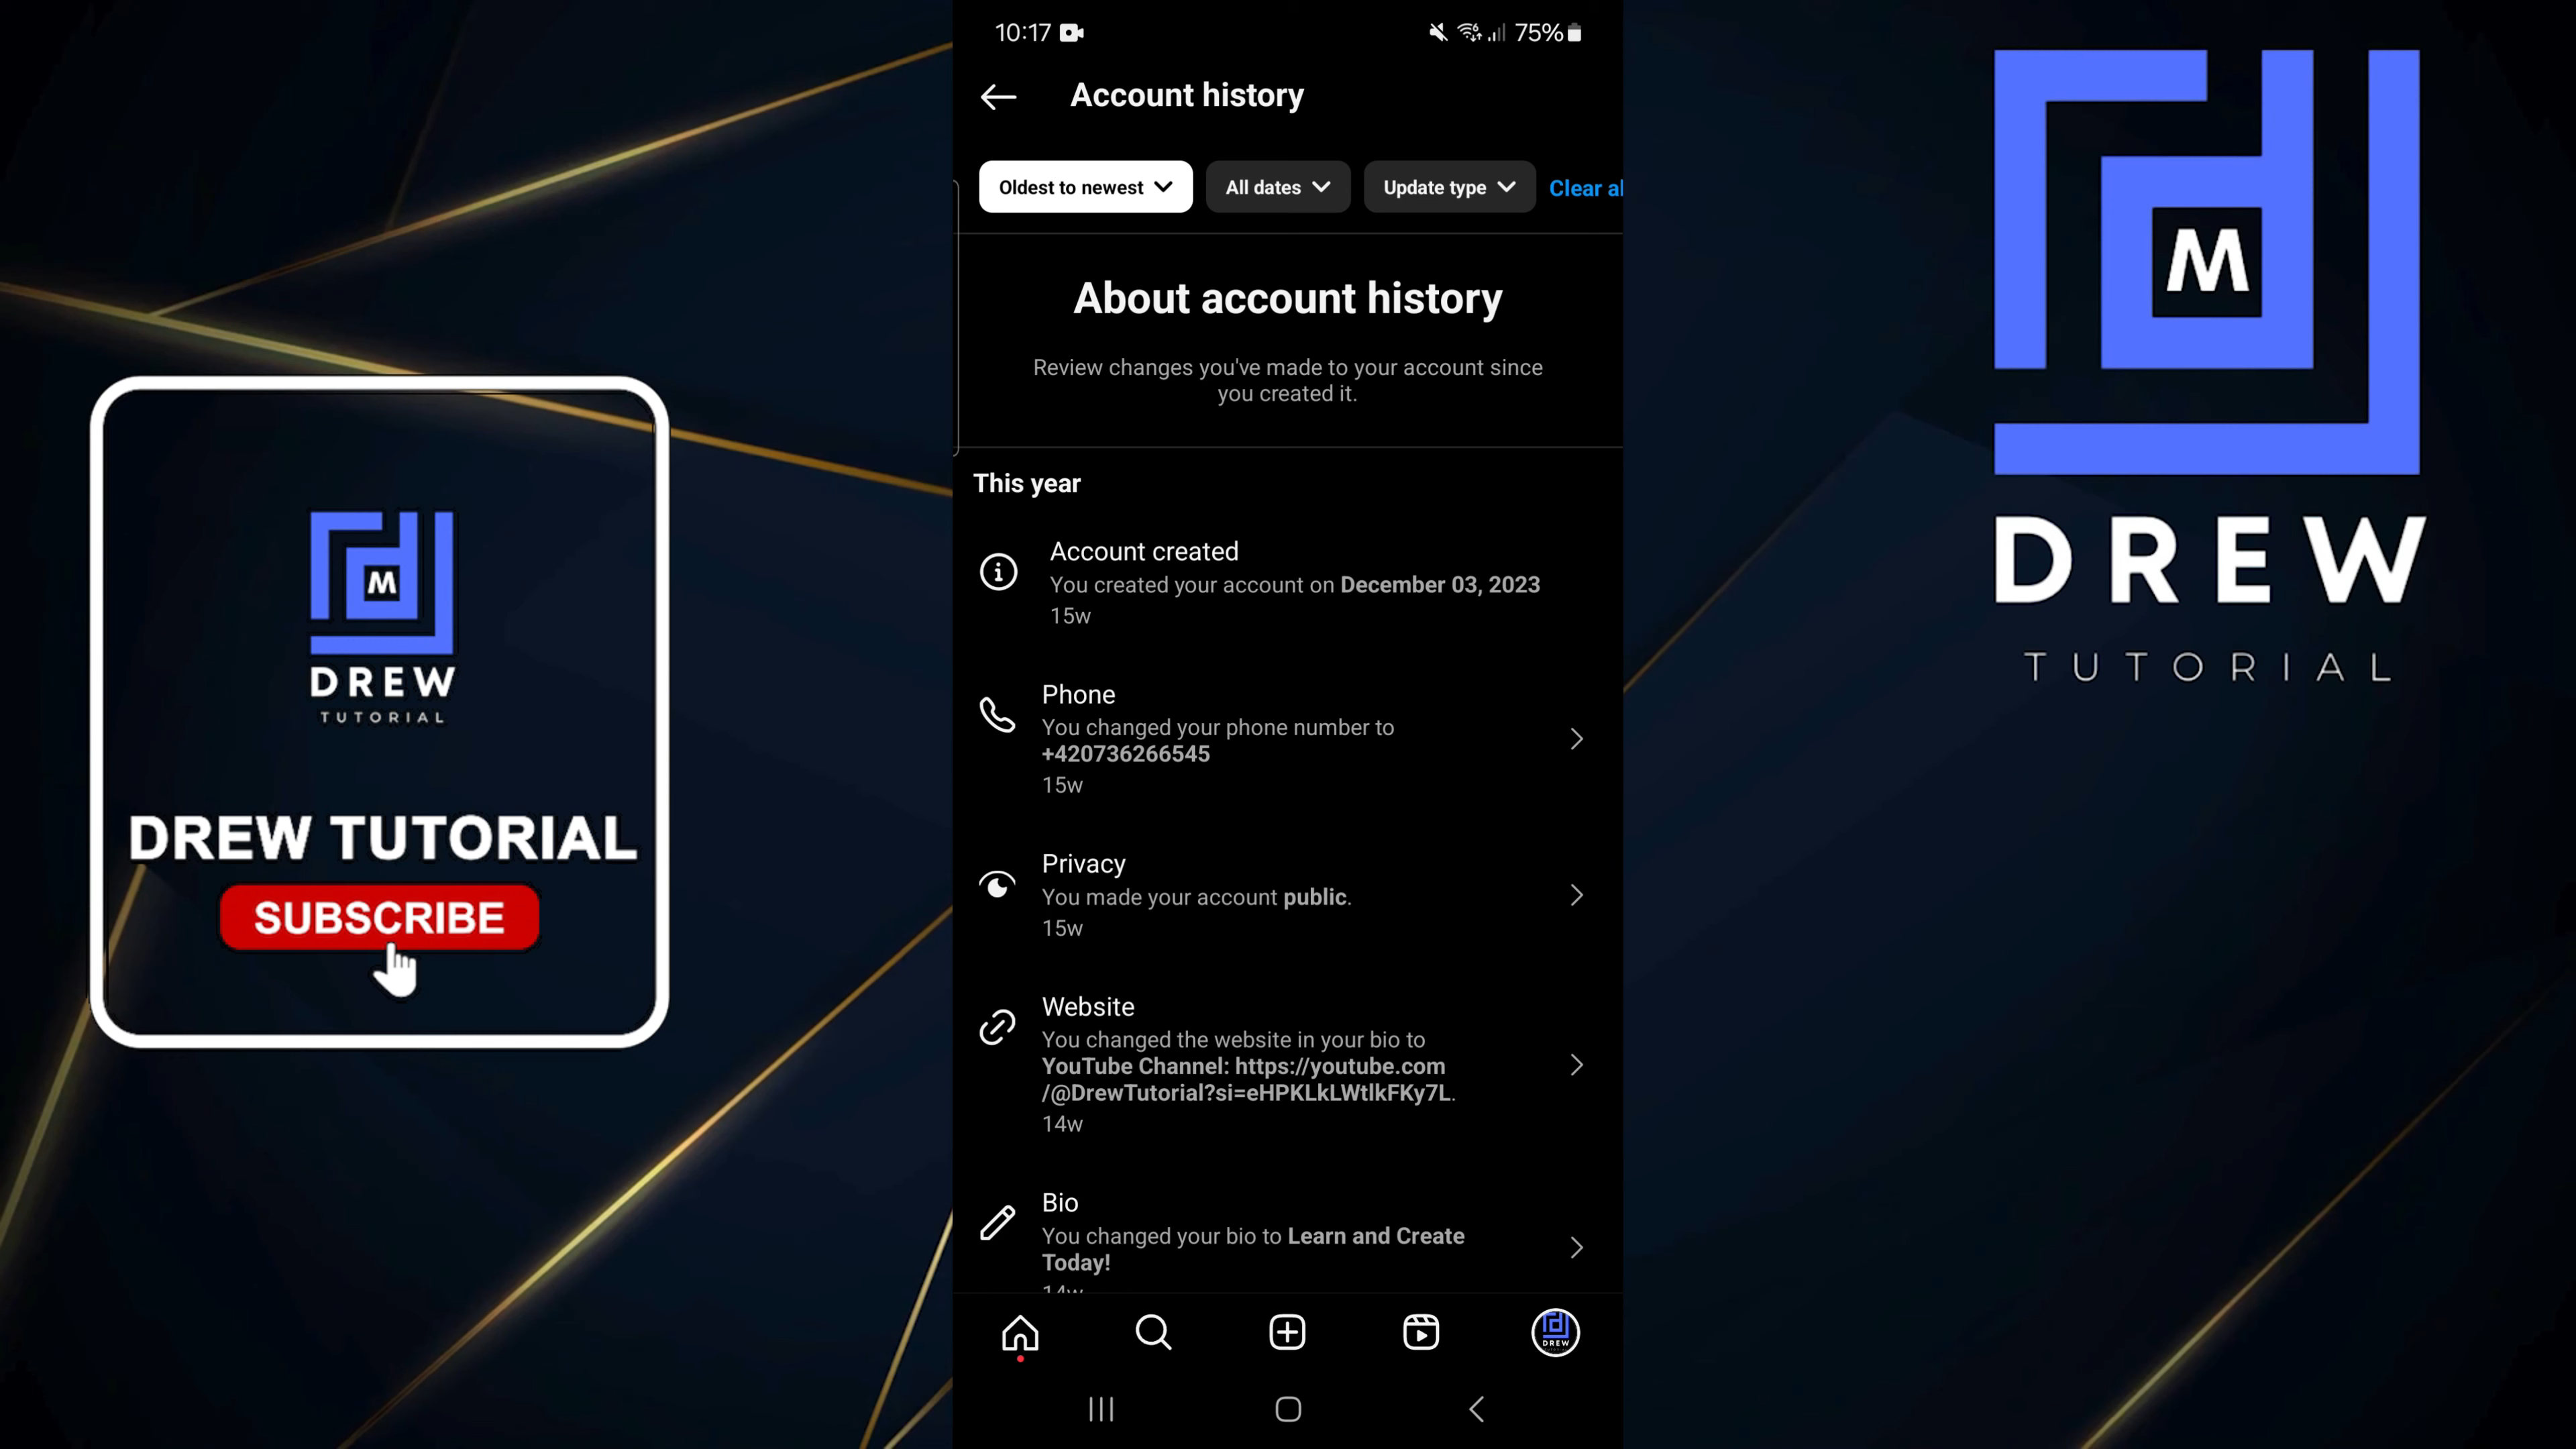 10:17
75%
Account history
Oldest to newest
All dates
Update type
Clear al
About account history
Review changes you've made to your account since
you created it.
This year
Account created
You created your account on December 03, 2023
15w
Phone
You changed your phone number to
+420736266545
15w
Privacy
You made your account public.
15w
Website
You changed the website in your bio to
YouTube Channel: https://youtube.com
/@DrewTutorial?si=eHPKLkLWtlkFKy7L.
14w
Bio
You changed your bio to Learn and Create
Today!
14w
DREW
M
DREW
TUTORIAL
DREW TUTORIAL
SUBSCRIBE
M
DREW
TUTORIAL